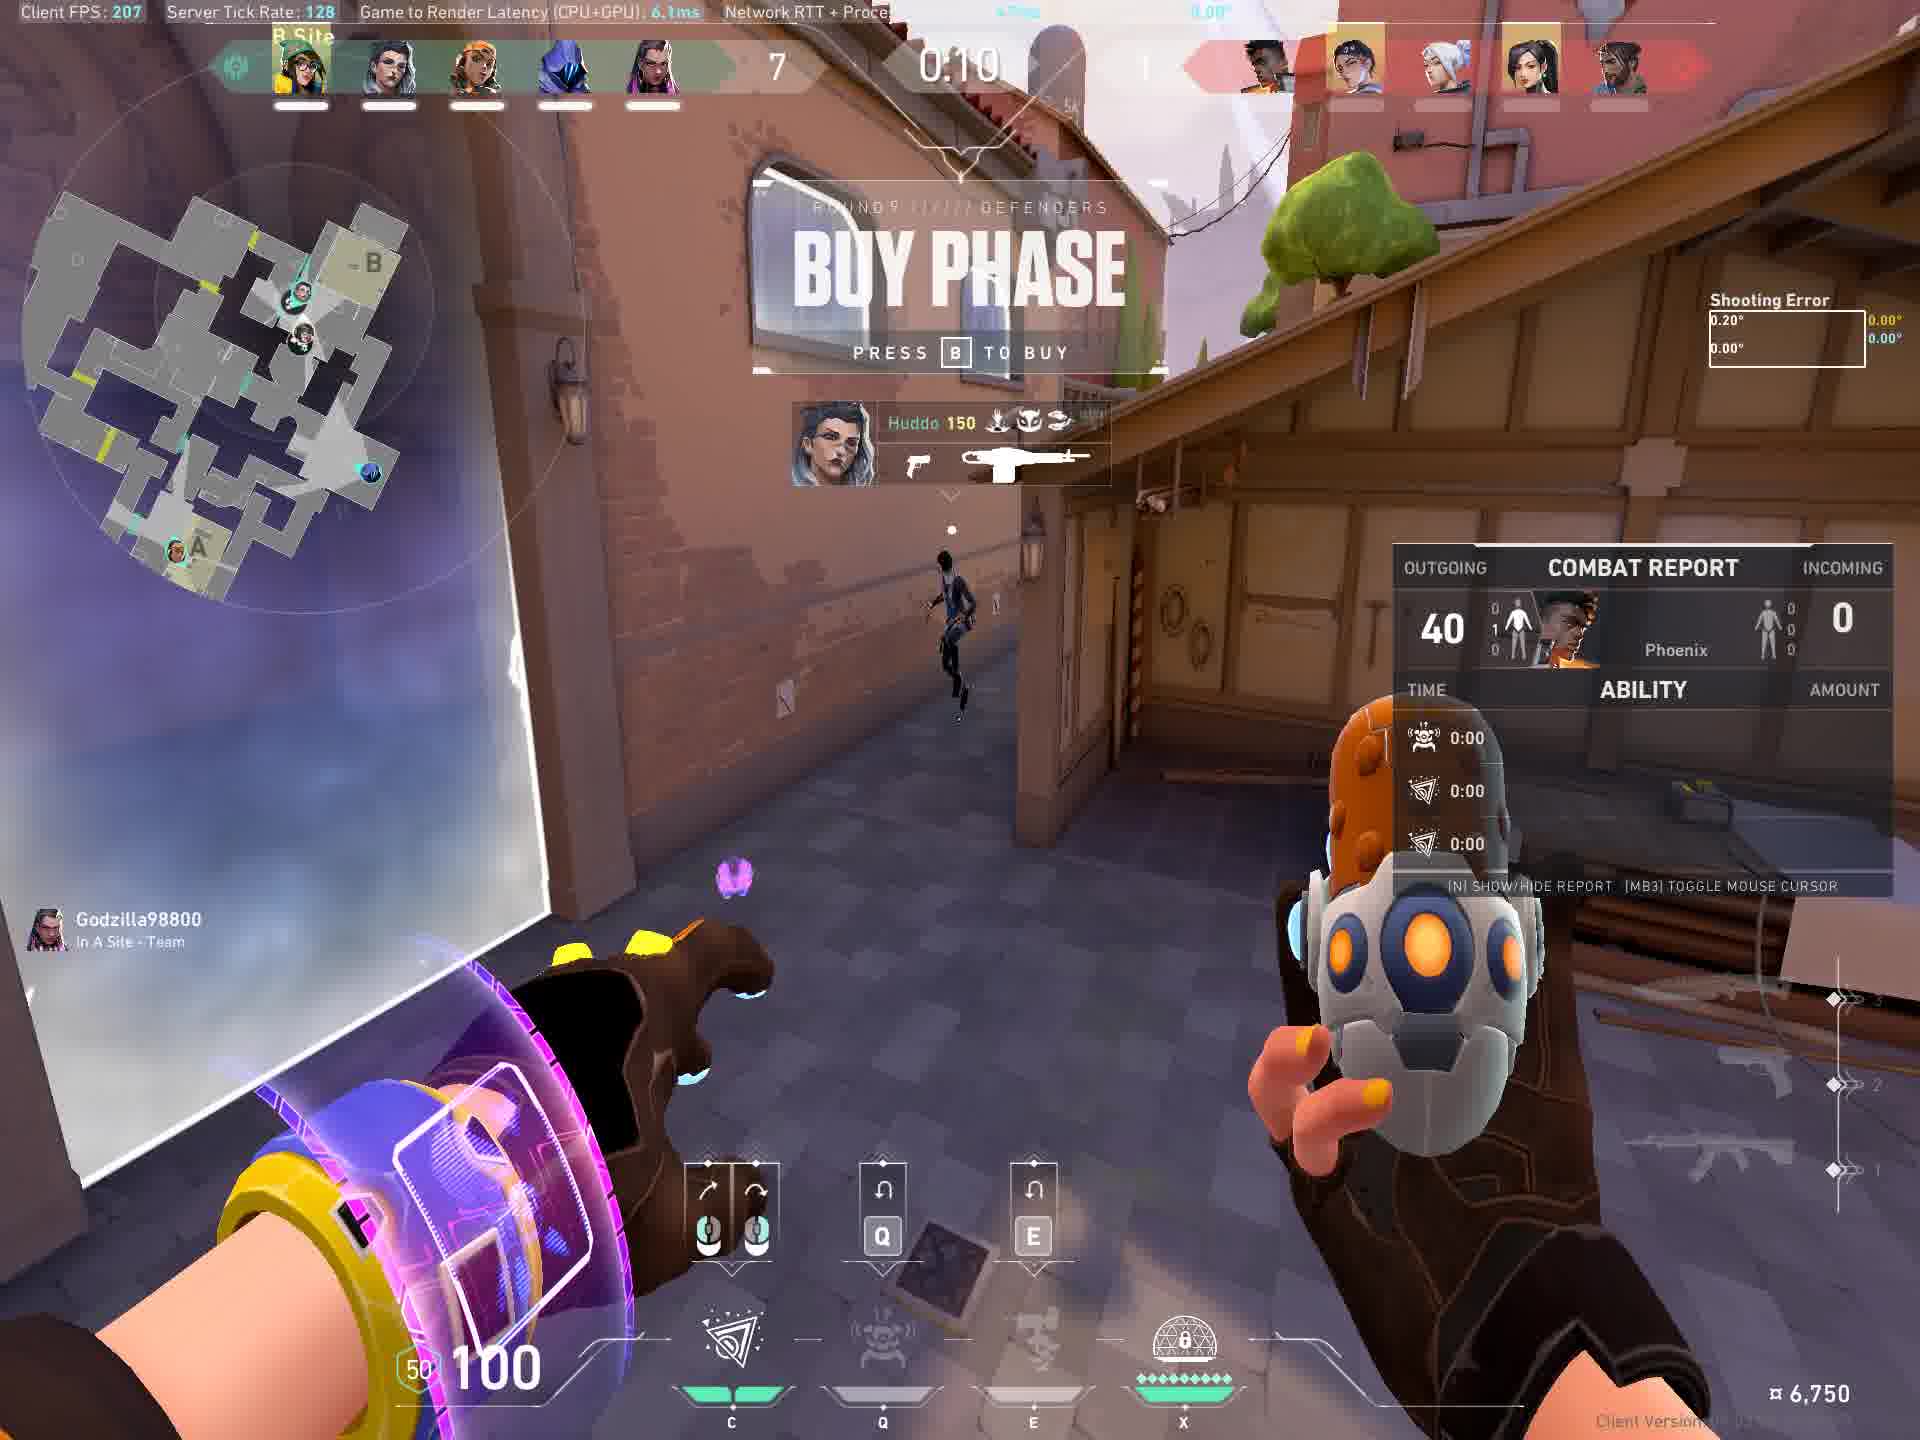 Client FPS: 207 Server Tick Rate: 128 Game to Render Latency (CPU+GPU): 6.1ms Network RTT + Proce
0.00°
B Site
7 0:10 1
ROUND 9 ////// DEFENDERS
BUY PHASE
PRESS B TO BUY
B
A
Huddo 150
Shooting Error
0.20° 0.00°
0.00° 0.00°
OUTGOING COMBAT REPORT INCOMING
40 0 1 0 Phoenix 0 0 0 0
TIME ABILITY AMOUNT
0:00
0:00
0:00
[N] SHOW/HIDE REPORT [MB3] TOGGLE MOUSE CURSOR
Godzilla98800
In A Site - Team
3
2
1
Q E
50 100
C Q E X
¤ 6,750
Client Version